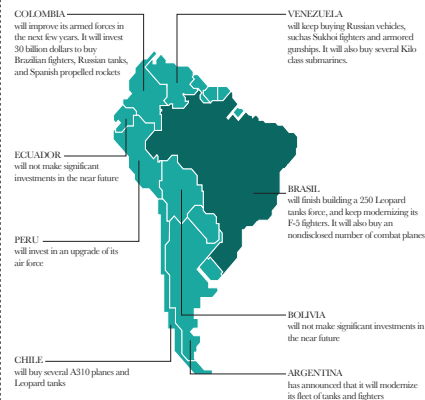 COLOMBIA
will improve its armed forces in
the next few years. It will invest
30 billion dollars to buy
Brazilian fighters, Russian tanks,
and Spanish propelled rockets
VENEZUELA
will keep buying Russian vehicles,
suchas Sukhoi fighters and armored
gunships. It will also buy several Kilo
class submarines.
ECUADOR
will not make significant
investments in the near future
BRASIL
will finish building a 250 Leopard
tanks force, and keep modernizing its
F-5 fighters. It will also buy an
nondisclosed number of combat planes
PERU
will invest in an upgrade of its
air force
BOLIVIA
will not make significant investments in
the near future
CHILE
will buy several A310 planes and
Leopard tanks
ARGENTINA
has announced that it will modernize
its fleet of tanks and fighters